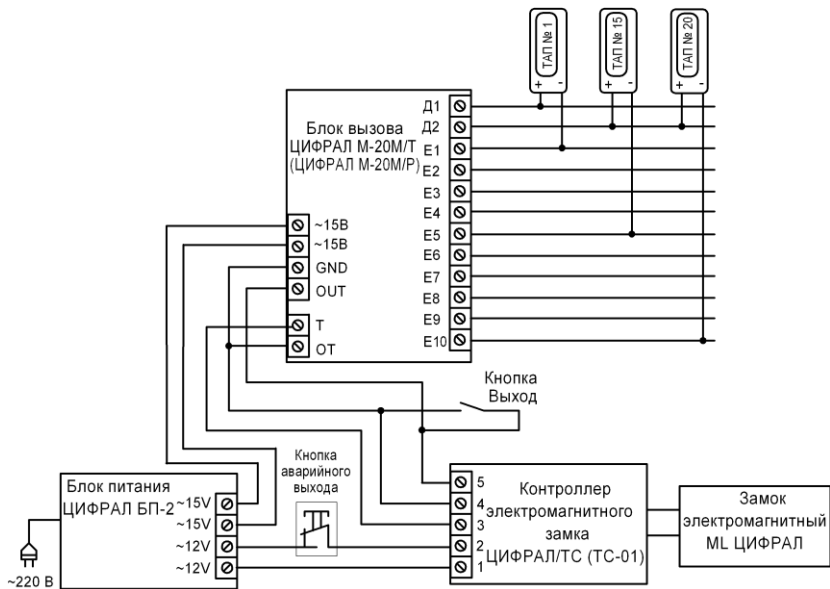 ТАП № 1
ТАП № 15
ТАП № 20
+ -
+ -
+ -
Блок вызова
ЦИФРАЛ М-20М/Т
(ЦИФРАЛ М-20М/Р)
Д1
Д2
Е1
Е2
Е3
Е4
Е5
Е6
Е7
Е8
Е9
Е10
~15В
~15В
GND
OUT
Т
ОТ
Кнопка
Выход
Кнопка
аварийного
выхода
Блок питания
ЦИФРАЛ БП-2
~15V
~15V
~12V
~12V
~220 В
5
4
3
2
1
Контроллер
электромагнитного
замка
ЦИФРАЛ/ТС (ТС-01)
Замок
электромагнитный
ML ЦИФРАЛ